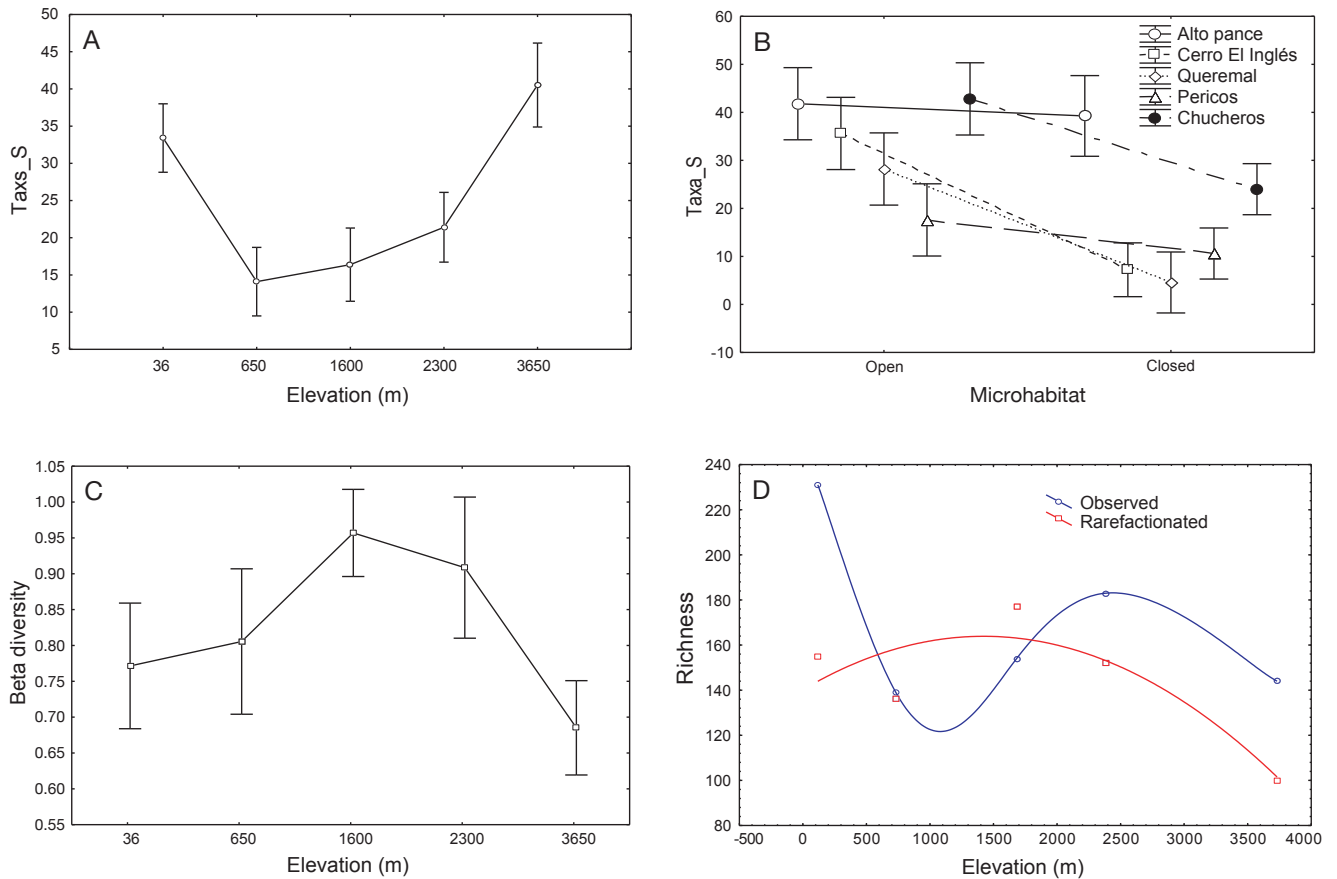 A
50
45
40
35
30
25
20
15
10
5
Taxs_S
36 650 1600 2300 3650
Elevation (m)
B
60
50
40
30
20
10
0
-10
Taxa_S
Alto pance
Cerro El Inglés
Queremal
Pericos
Chucheros
Open Closed
Microhabitat
C
1.05
1.00
0.95
0.90
0.85
0.80
0.75
0.70
0.65
0.60
0.55
Beta diversity
36 650 1600 2300 3650
Elevation (m)
D
240
220
200
180
160
140
120
100
80
Richness
Observed
Rarefactionated
-500 0 500 1000 1500 2000 2500 3000 3500 4000
Elevation (m)